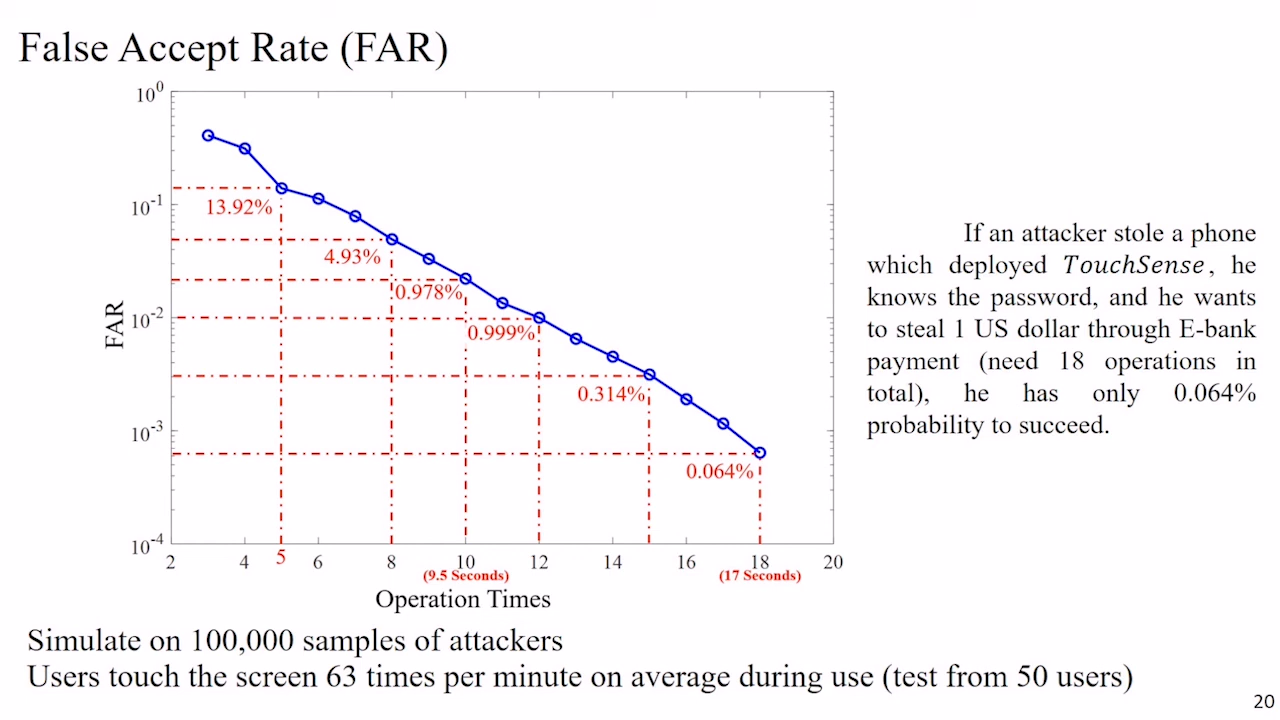 False Accept Rate (FAR)
10^0
10^-1
10^-2
10^-3
10^-4
FAR
13.92%
4.93%
0.978%
0.999%
0.314%
0.064%
2 4 5 6 8 10 12 14 16 18 20
(9.5 Seconds) (17 Seconds)
Operation Times
If an attacker stole a phone
which deployed TouchSense, he
knows the password, and he wants
to steal 1 US dollar through E-bank
payment (need 18 operations in
total), he has only 0.064%
probability to succeed.
Simulate on 100,000 samples of attackers
Users touch the screen 63 times per minute on average during use (test from 50 users)
20